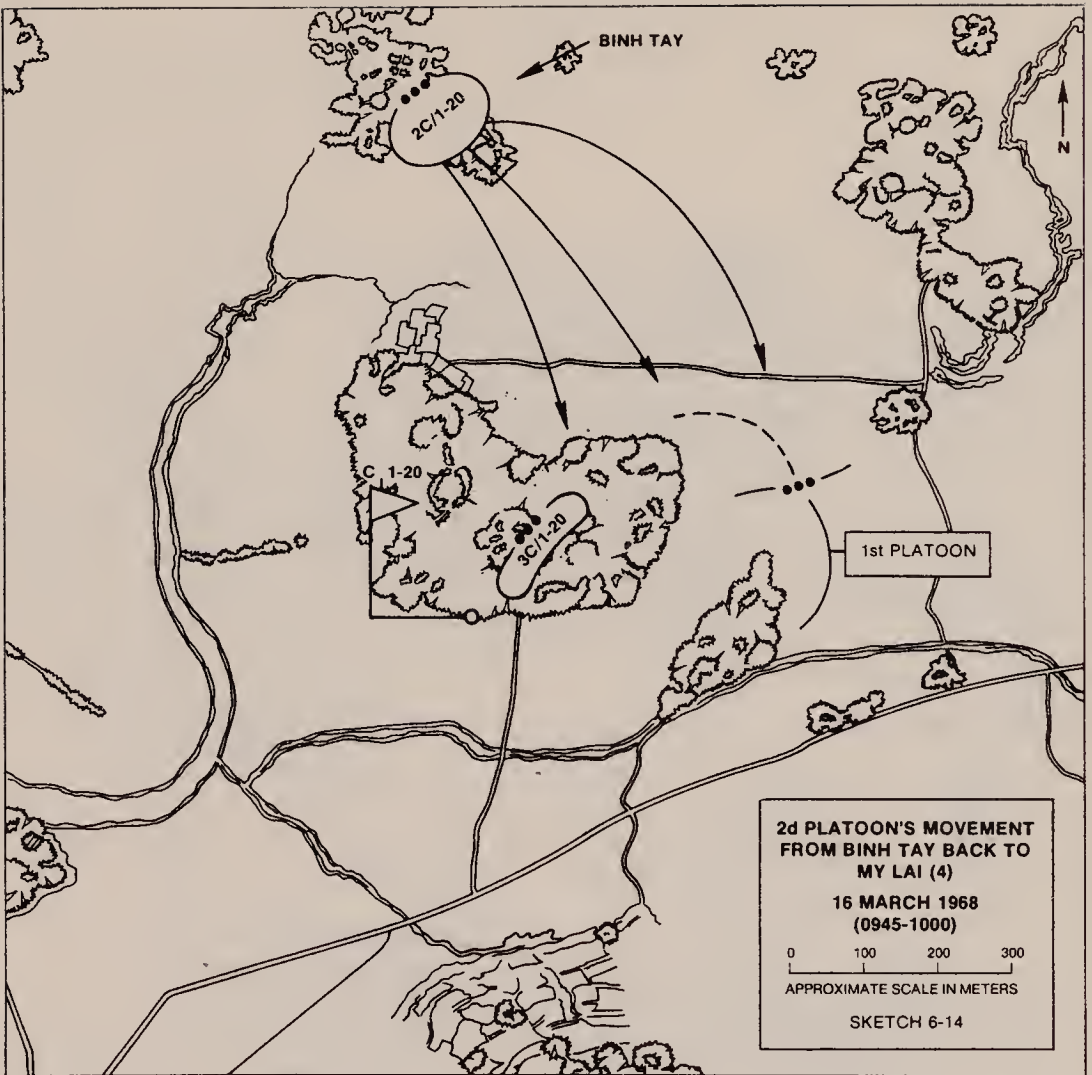 BINH TAY
2C/1-20
N
C 1-20
3C/1-20
1st PLATOON
2d PLATOON'S MOVEMENT
FROM BINH TAY BACK TO
MY LAI (4)
16 MARCH 1968
(0945-1000)
0 100 200 300
APPROXIMATE SCALE IN METERS
SKETCH 6-14